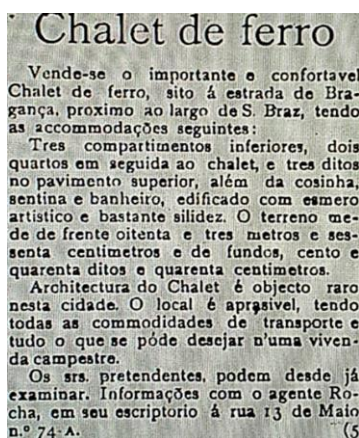 Chalet de ferro
Vende-se o importante e confortavel
Chalet de ferro, sito á estrada de Bra-
gança, proximo ao largo de S. Braz, tendo
as accommodações seguintes:
Tres compartimentos inferiores, dois
quartos em seguida ao chalet, e tres ditos
no pavimento superior, além da cosinha,
sentina e banheiro, edificado com esmero
artistico e bastante silidez. O terreno me-
de de frente oitenta e tres metros e ses-
senta centimetros e de fundos, cento e
quarenta ditos e quarenta centimetros.
Architectura do Chalet é objecto raro
nesta cidade. O local é aprasivel, tendo
todas as commodidades de transporte e
tudo o que se póde desejar n'uma viven-
da campestre.
Os srs. pretendentes, podem desde já
examinar. Informações com o agente Ro-
cha, em seu escriptorio á rua 13 de Maio
n.º 74-A. (5